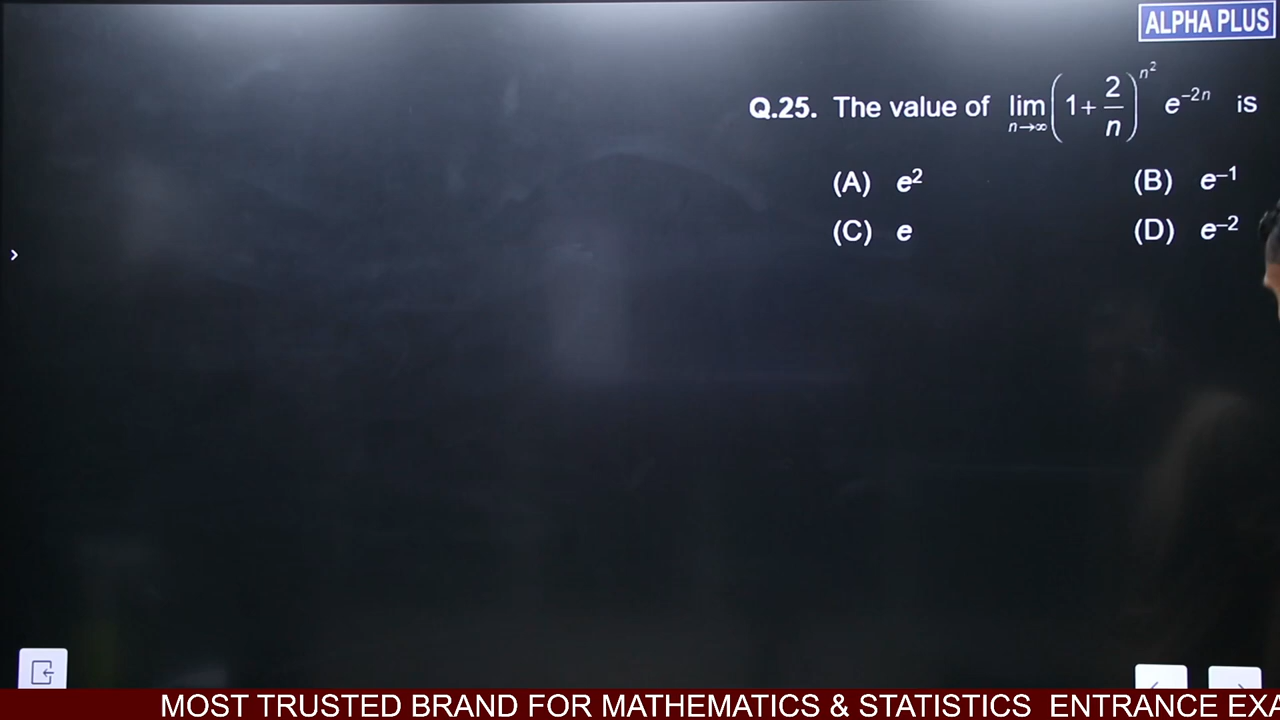 ALPHA PLUS
Q.25. The value of lim n→∞ (1+ 2/n)^n² e^−2n is
(A) e² (B) e^−1
(C) e (D) e^−2
MOST TRUSTED BRAND FOR MATHEMATICS & STATISTICS ENTRANCE EXA